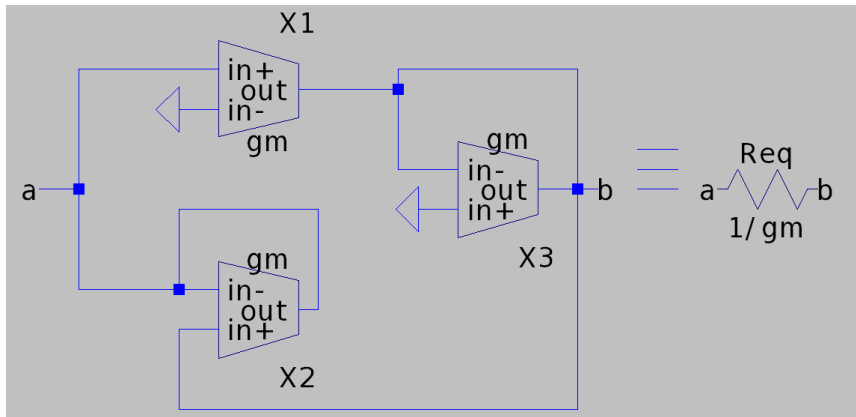 X1
in+
out
in-
gm
gm
in-
out
in+
X3
a
b
gm
in-
out
in+
X2
Req
a
b
1/gm